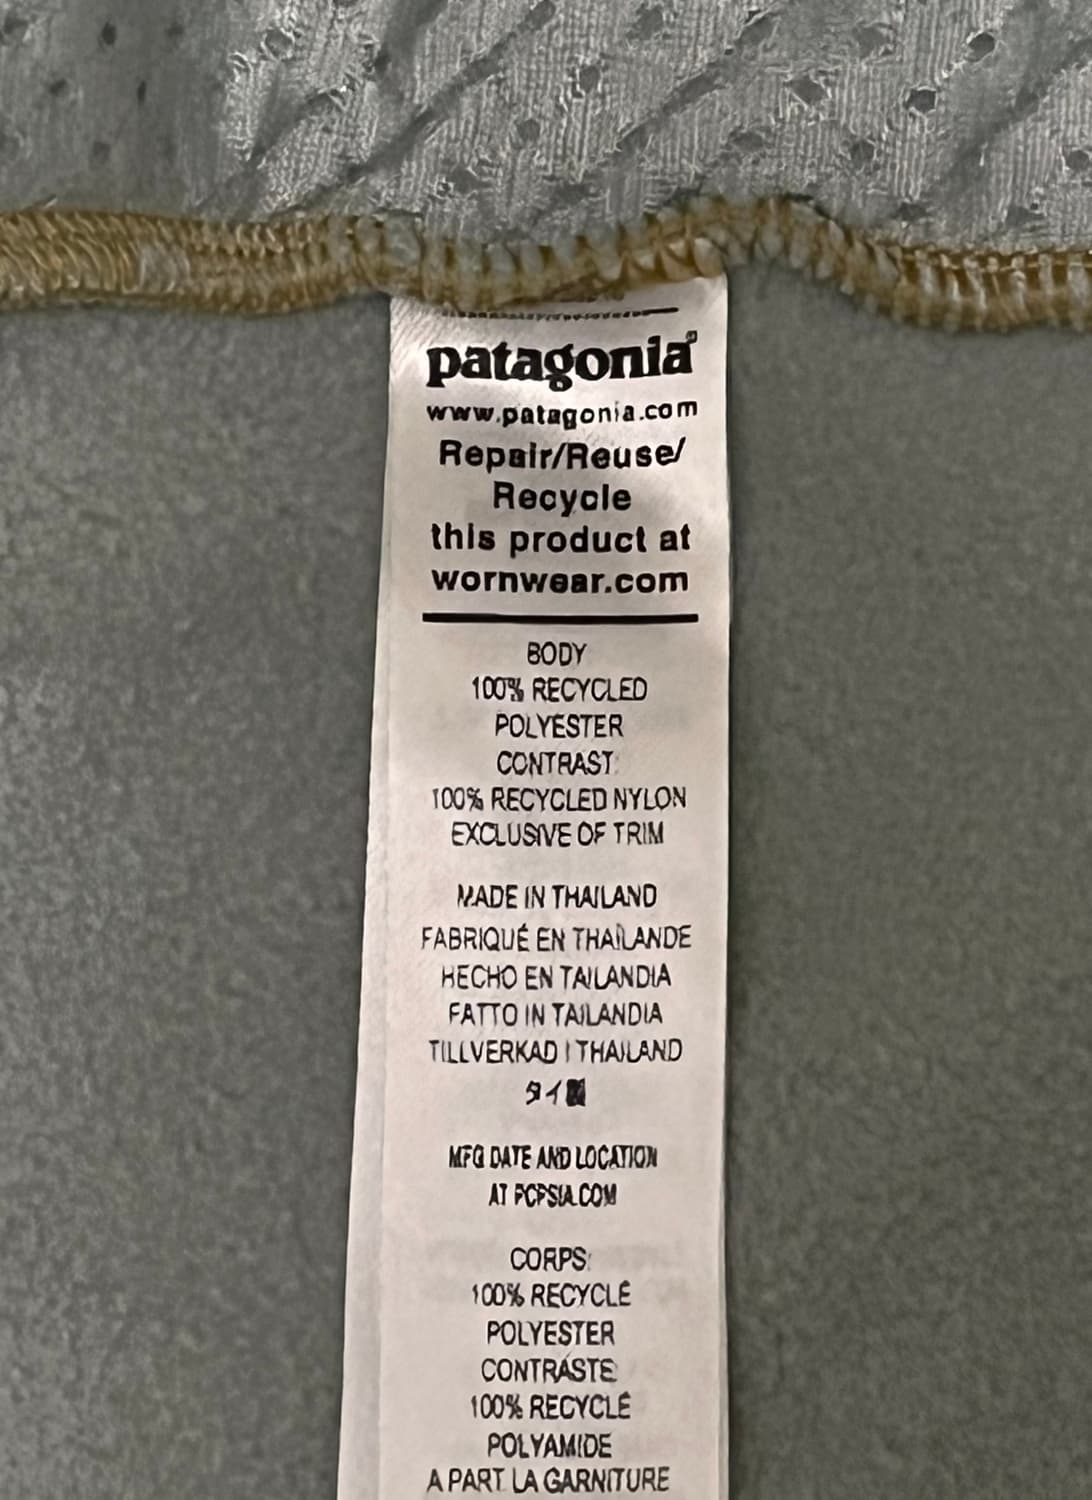 patagonia®
www.patagonia.com
Repair/Reuse/
Recycle
this product at
wornwear.com
BODY
100% RECYCLED
POLYESTER
CONTRAST:
100% RECYCLED NYLON
EXCLUSIVE OF TRIM
MADE IN THAILAND
FABRIQUÉ EN THAÏLANDE
HECHO EN TAILANDIA
FATTO IN TAILANDIA
TILLVERKAD I THAILAND
タイ
MFG DATE AND LOCATION
AT PCPSIA.COM
CORPS:
100% RECYCLÉ
POLYESTER
CONTRASTE
100% RECYCLÉ
POLYAMIDE
A PART LA GARNITURE